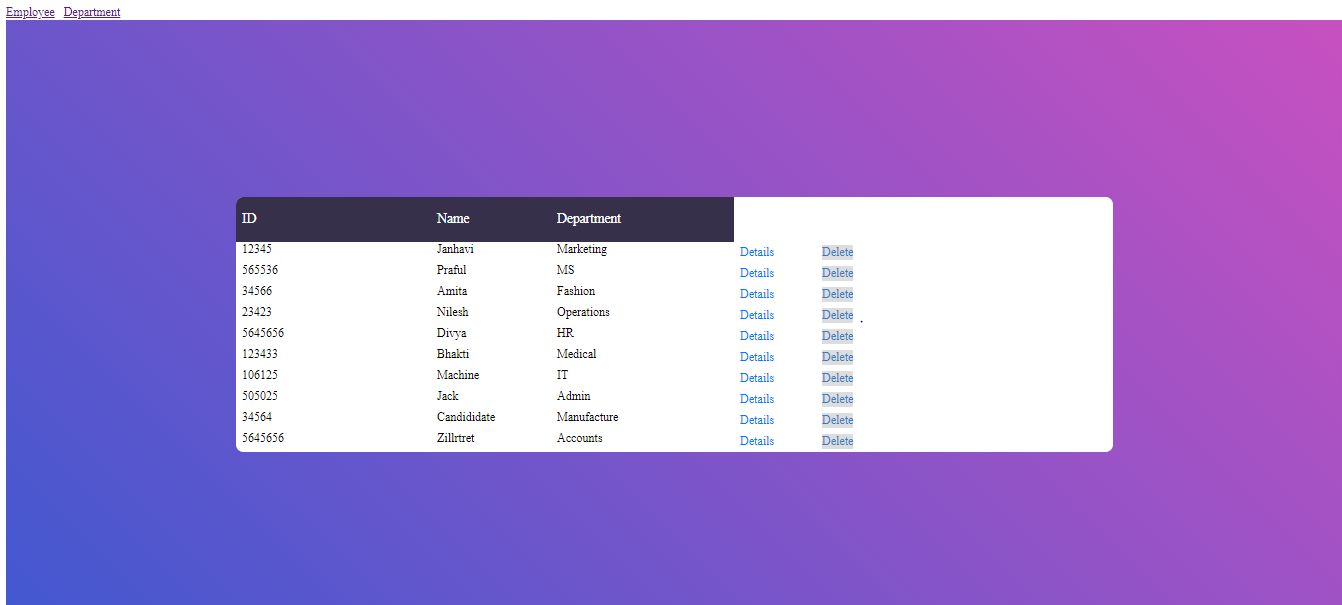 Employee Department
ID Name Department
12345 Janhavi Marketing Details Delete
565536 Praful MS Details Delete
34566 Amita Fashion Details Delete
23423 Nilesh Operations Details Delete .
5645656 Divya HR Details Delete
123433 Bhakti Medical Details Delete
106125 Machine IT Details Delete
505025 Jack Admin Details Delete
34564 Candididate Manufacture Details Delete
5645656 Zillrtret Accounts Details Delete